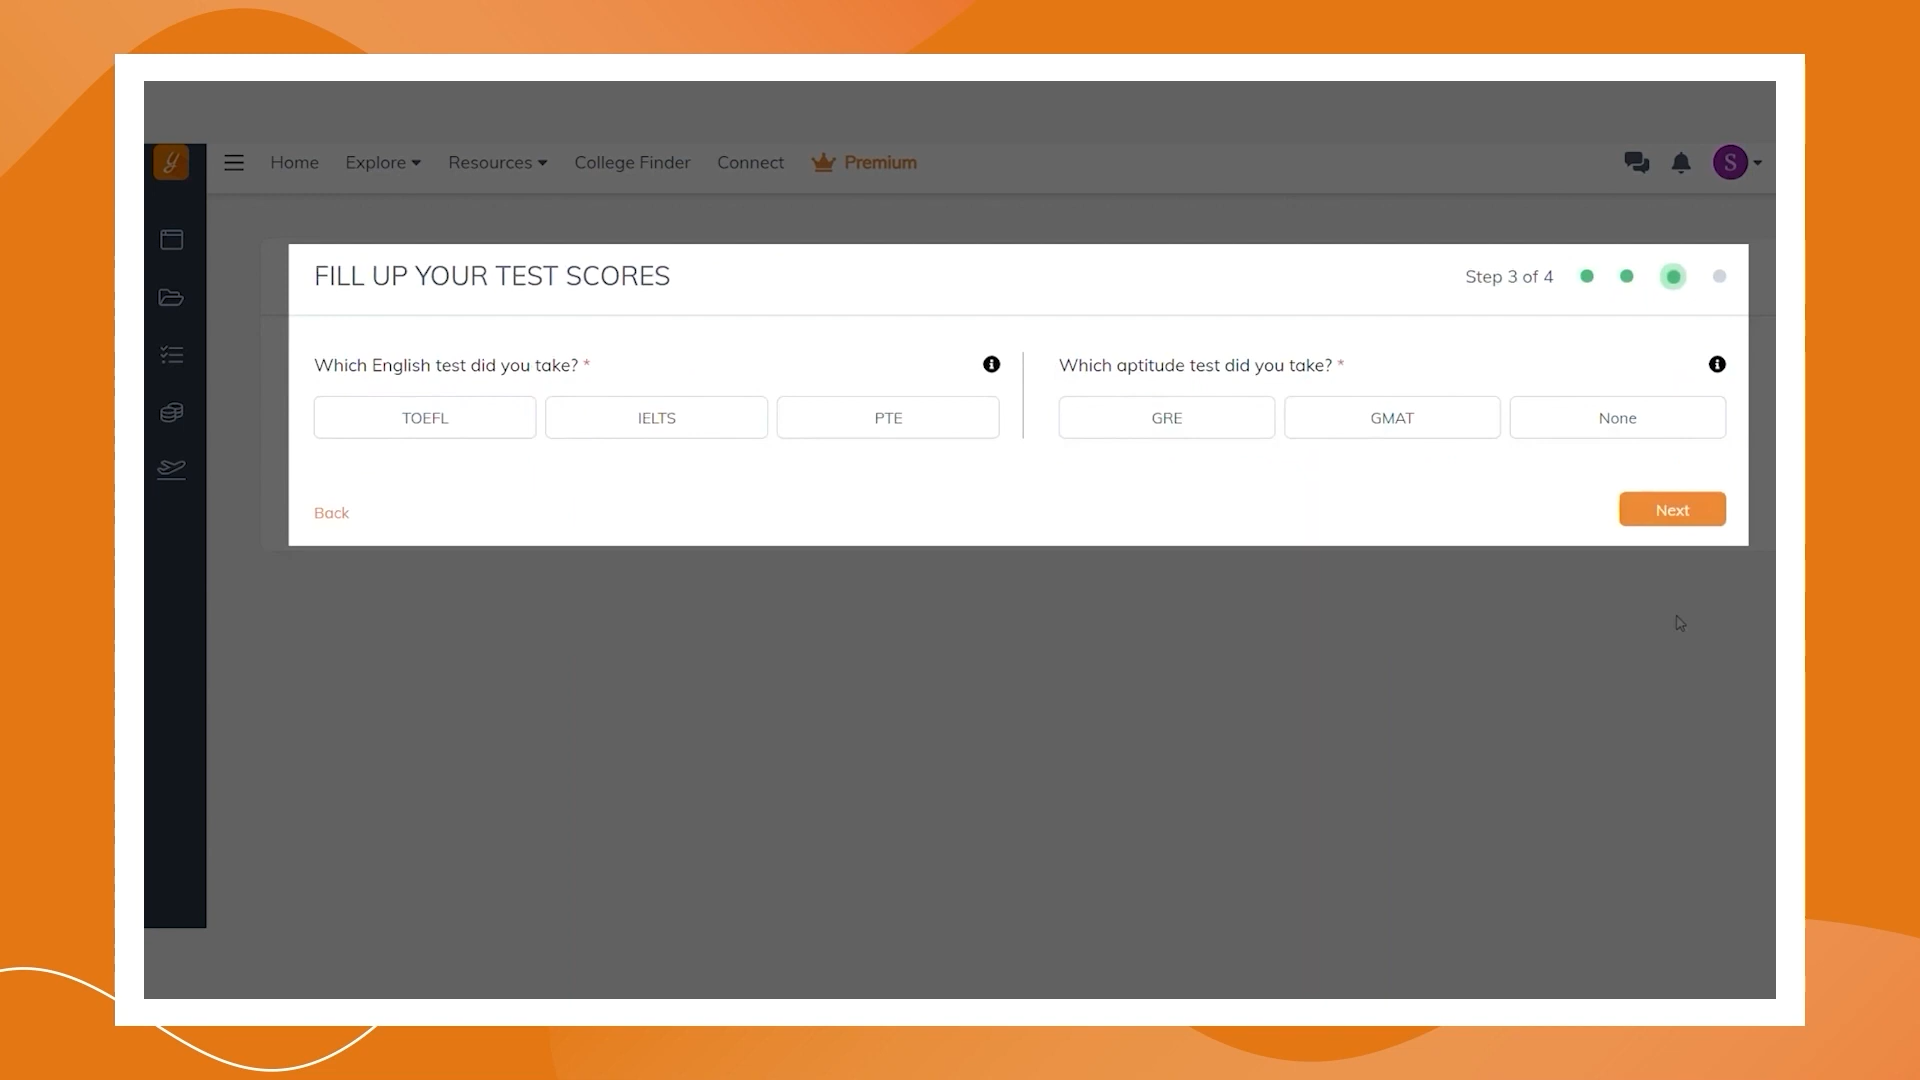 y
Home Explore Resources College Finder Connect Premium S
FILL UP YOUR TEST SCORES Step 3 of 4
Which English test did you take? * Which aptitude test did you take? *
TOEFL IELTS PTE GRE GMAT None
Back Next